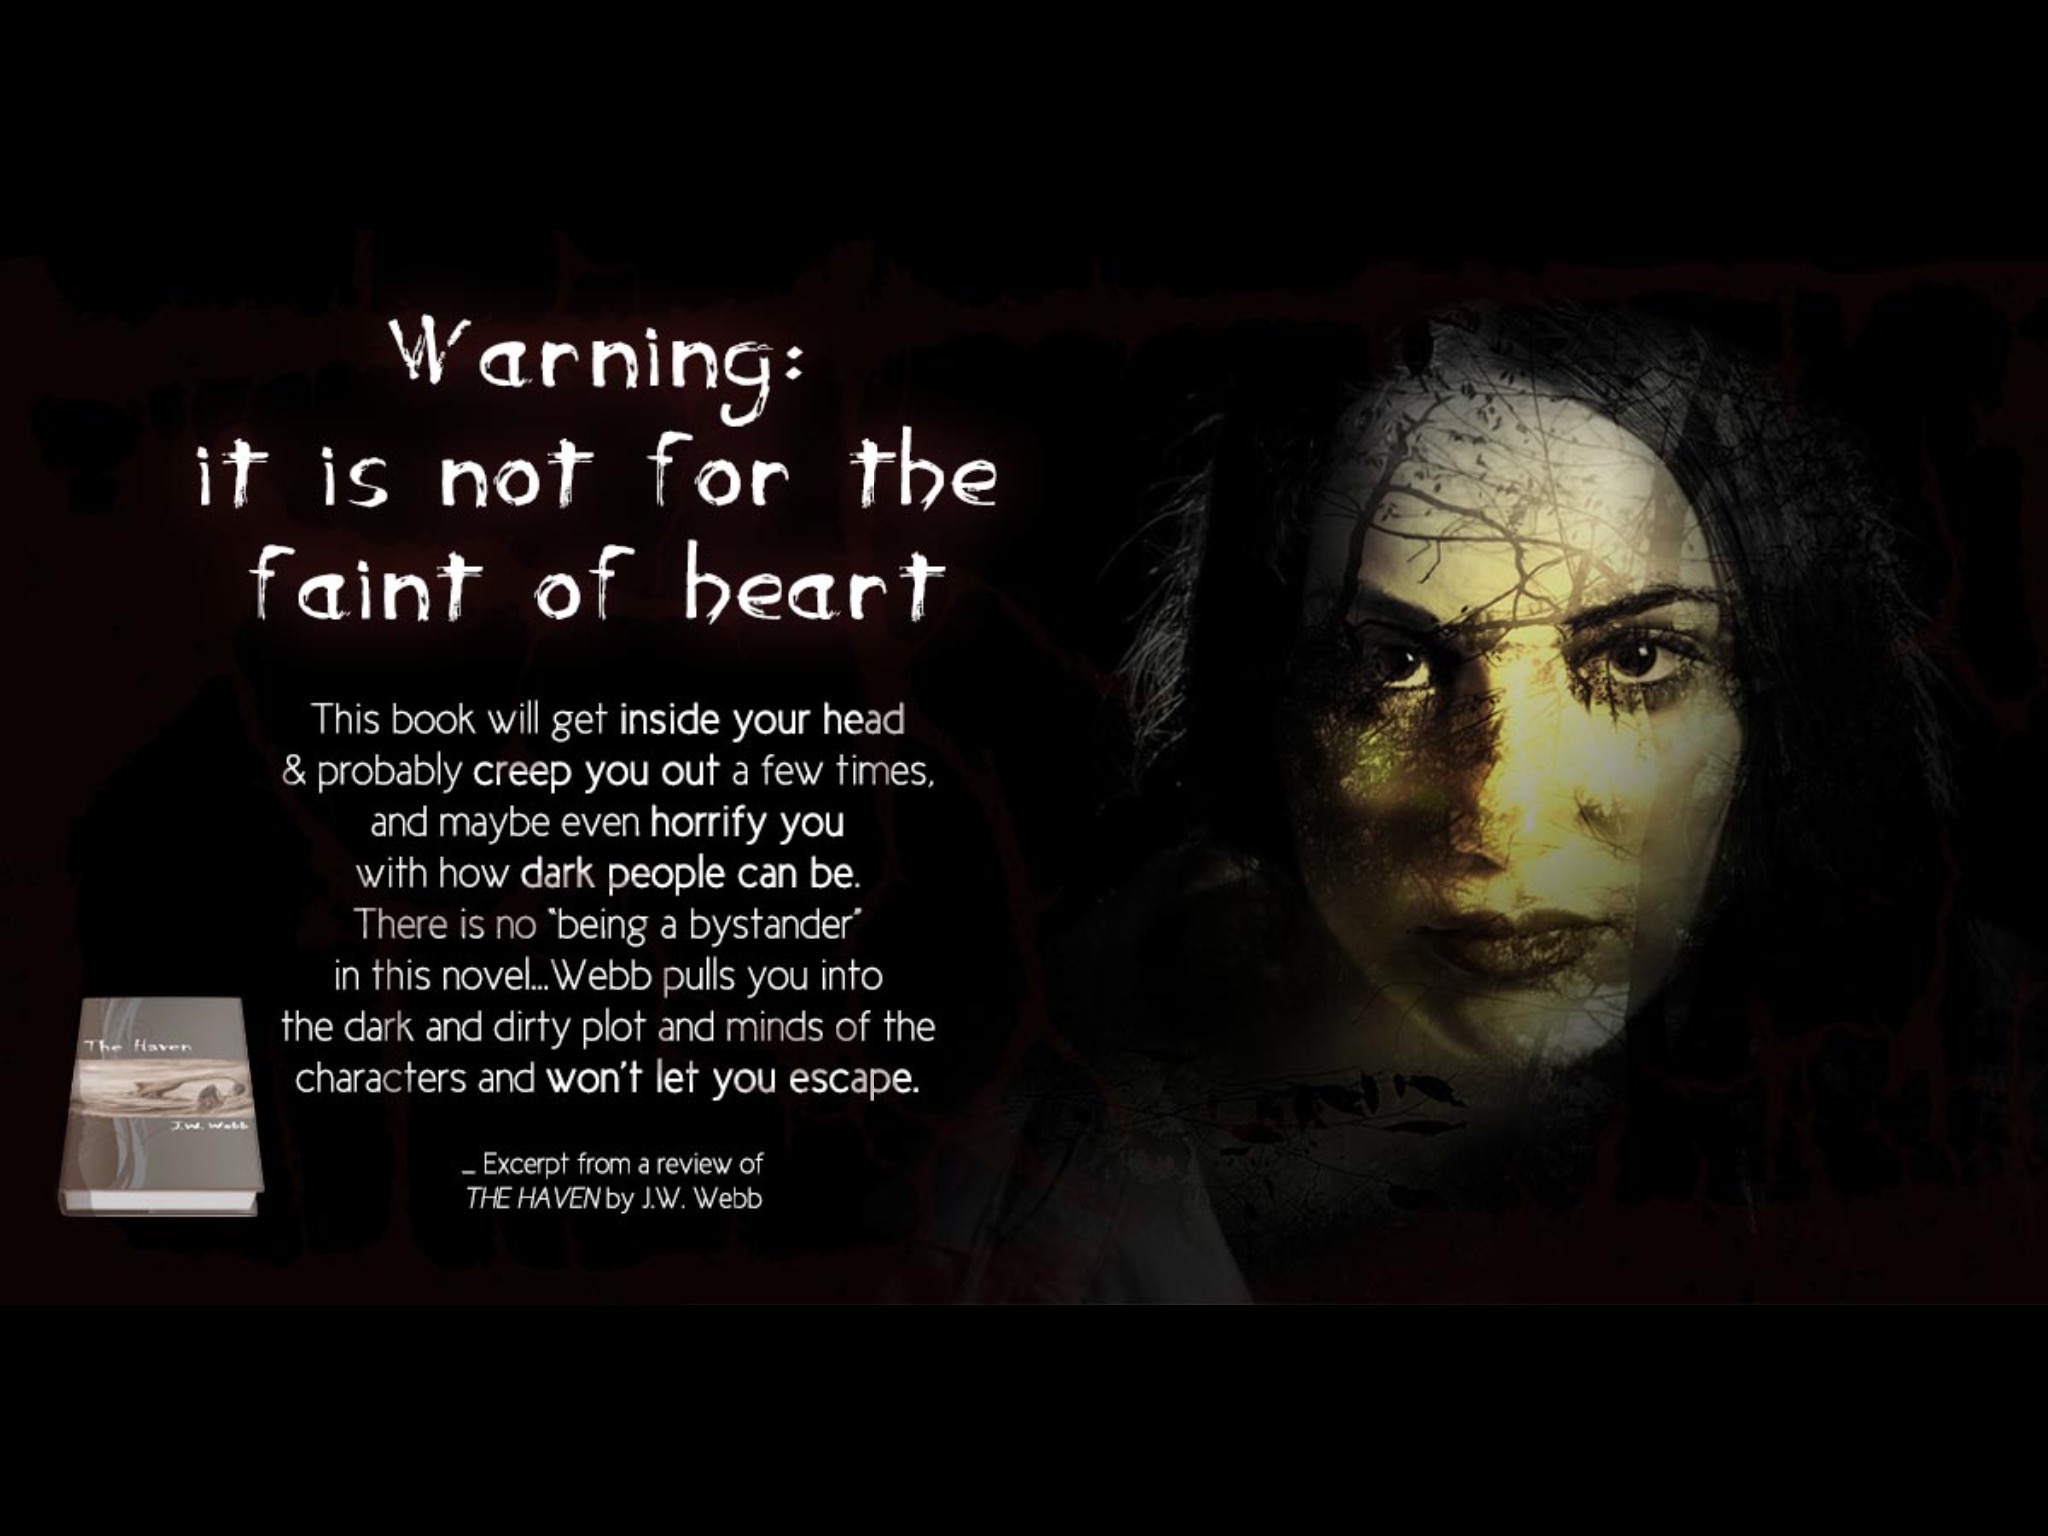 Warning:
it is not for the
faint of heart
This book will get inside your head
& probably creep you out a few times,
and maybe even horrify you
with how dark people can be.
There is no "being a bystander"
in this novel...Webb pulls you into
the dark and dirty plot and minds of the
characters and won't let you escape.
_ Excerpt from a review of
THE HAVEN by J.W. Webb
The Haven
J.W. Webb